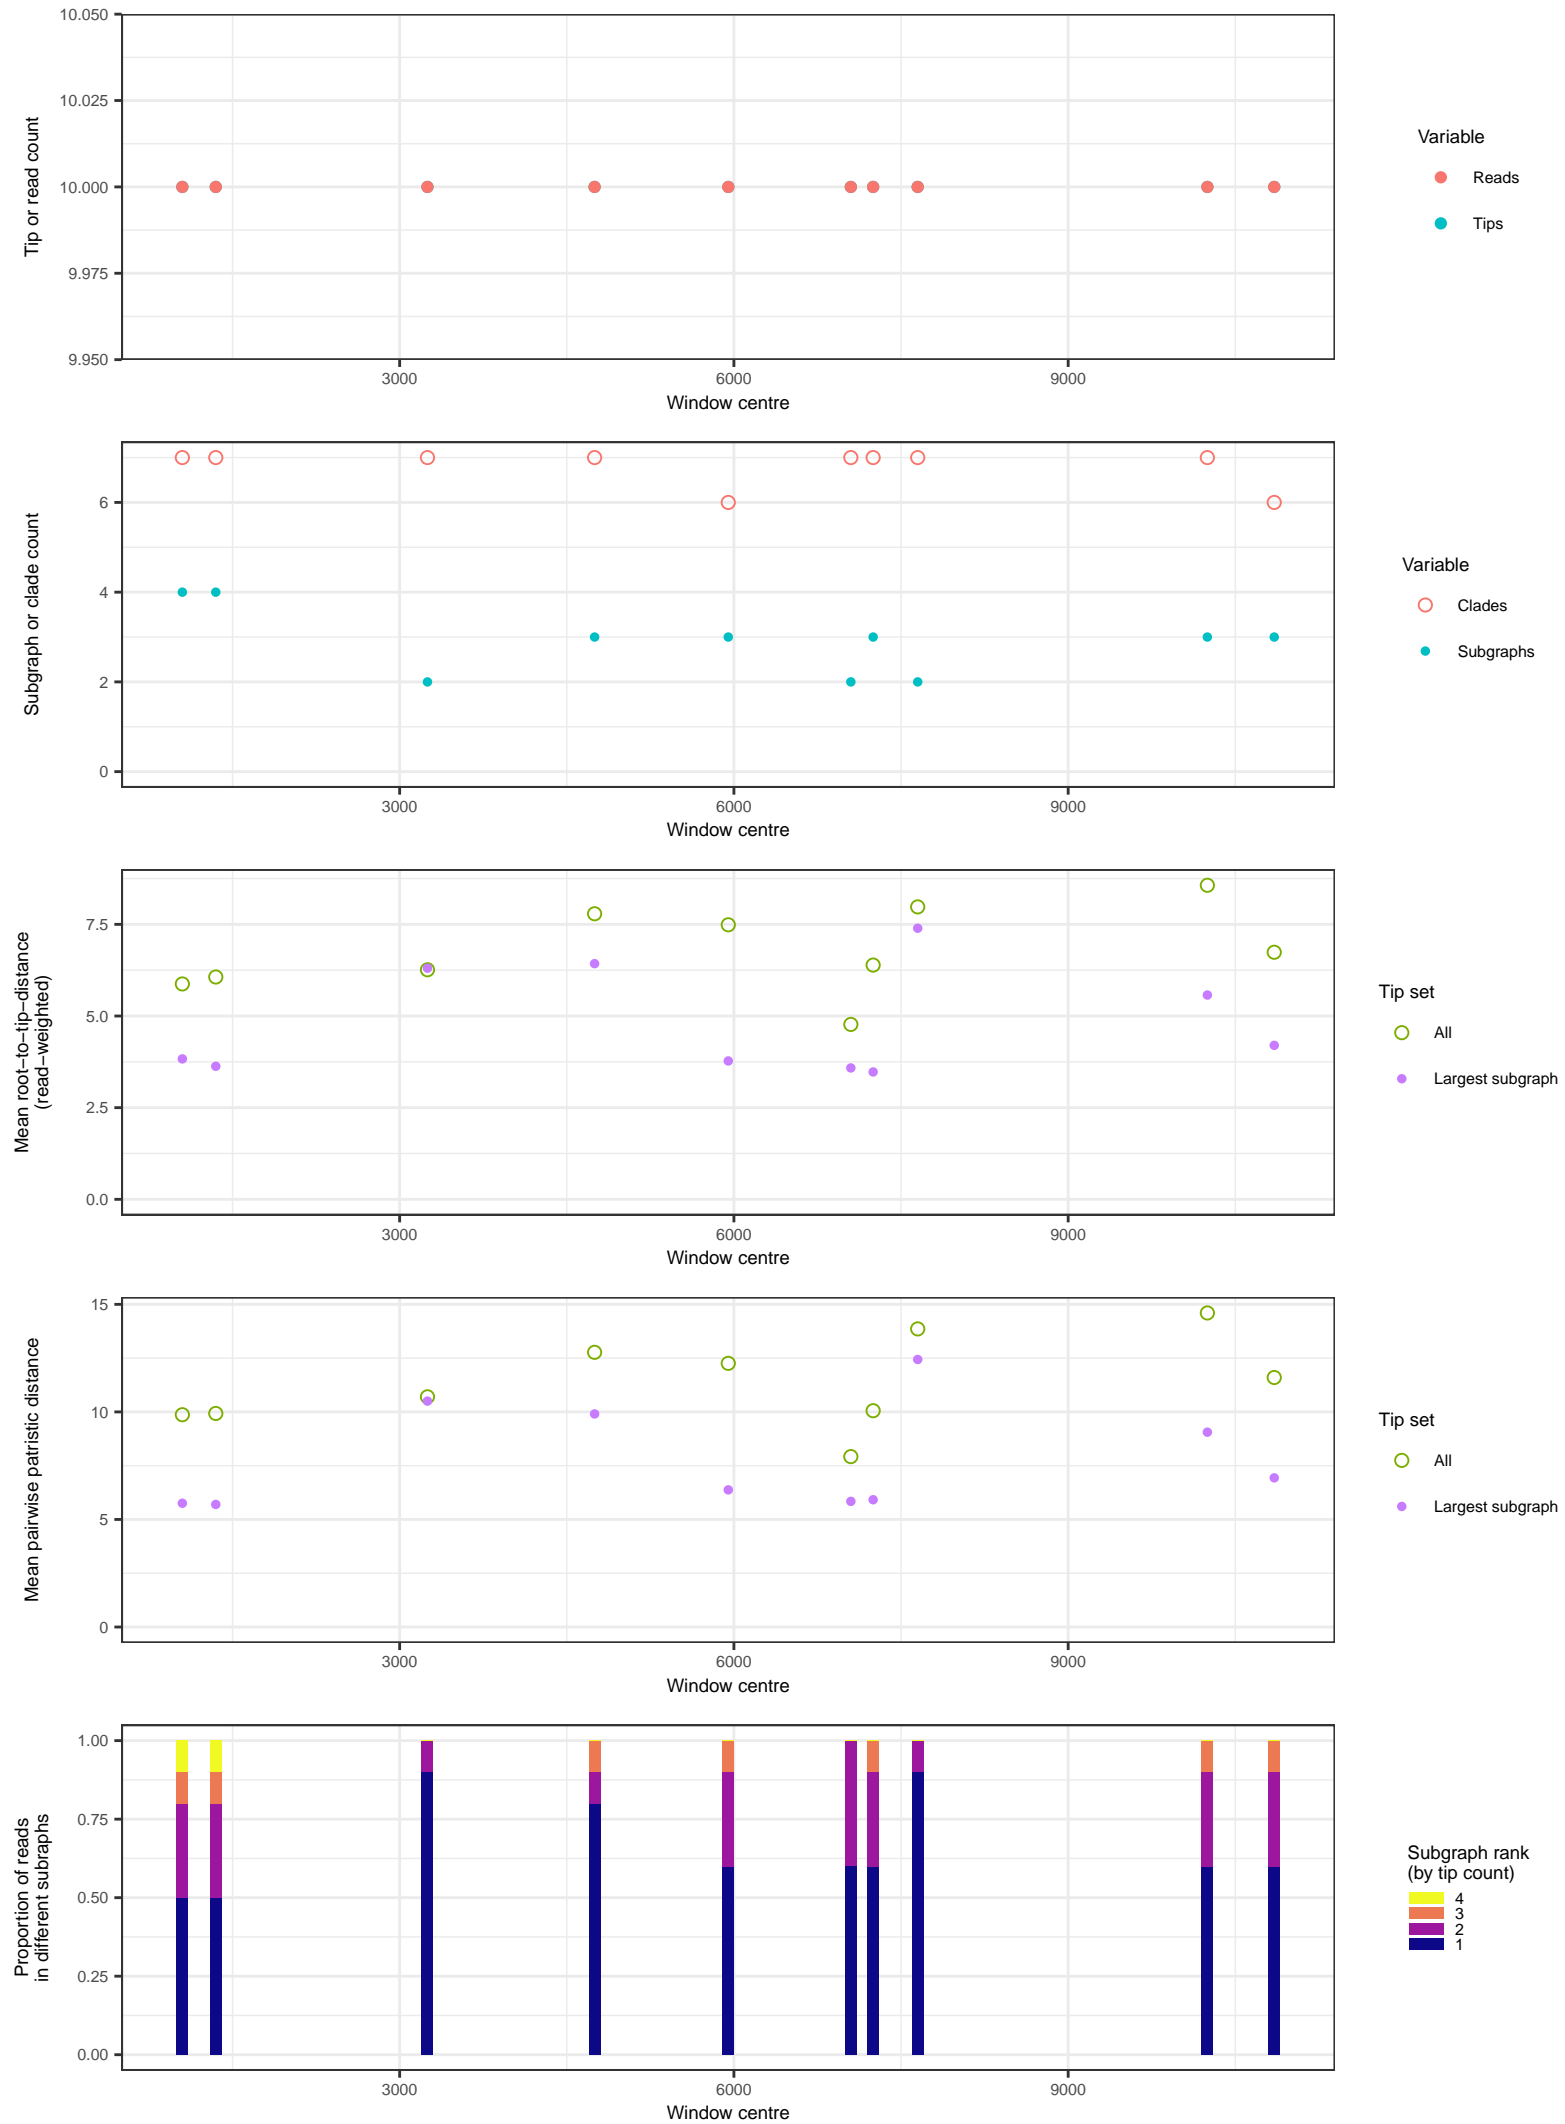 10.050
10.025
10.000
9.975
9.950
Tip or read count
3000 6000 9000
Window centre
Variable
Reads
Tips
6
4
2
0
Subgraph or clade count
3000 6000 9000
Window centre
Variable
Clades
Subgraphs
7.5
5.0
2.5
0.0
Mean root−to−tip−distance
(read−weighted)
3000 6000 9000
Window centre
Tip set
All
Largest subgraph
15
10
5
0
Mean pairwise patristic distance
3000 6000 9000
Window centre
Tip set
All
Largest subgraph
1.00
0.75
0.50
0.25
0.00
Proportion of reads
in different subraphs
3000 6000 9000
Window centre
Subgraph rank
(by tip count)
4
3
2
1